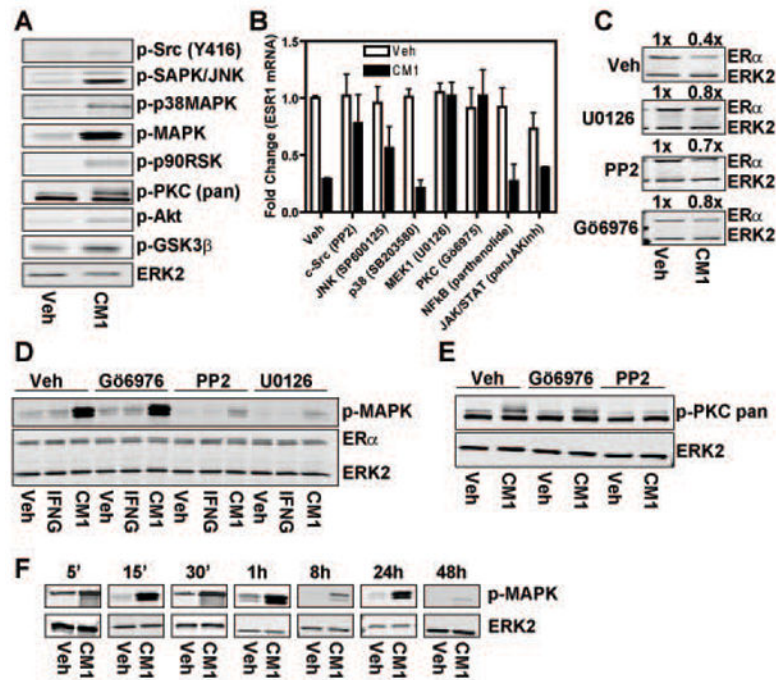 A
p-Src (Y416)
p-SAPK/JNK
p-p38MAPK
p-MAPK
p-p90RSK
p-PKC (pan)
p-Akt
p-GSK3β
ERK2
Veh
CM1
B
Fold Change (ESR1 mRNA)
1.5
1.0
0.5
0.0
Veh
CM1
Veh
c-Src (PP2)
JNK (SP600125)
p38 (SB203580)
MEK1 (U0126)
PKC (Gö6975)
NFkB (parthenolide)
JAK/STAT (panJAKinh)
C
1x 0.4x
Veh
ERα
ERK2
1x 0.8x
U0126
ERα
ERK2
1x 0.7x
PP2
ERα
ERK2
1x 0.8x
Gö6976
ERα
ERK2
Veh
CM1
D
Veh Gö6976 PP2 U0126
p-MAPK
ERα
ERK2
Veh IFNG CM1 Veh IFNG CM1 Veh IFNG CM1 Veh IFNG CM1
E
Veh Gö6976 PP2
p-PKC pan
ERK2
Veh CM1 Veh CM1 Veh CM1
F
5' 15' 30' 1h 8h 24h 48h
p-MAPK
ERK2
Veh CM1 Veh CM1 Veh CM1 Veh CM1 Veh CM1 Veh CM1 Veh CM1